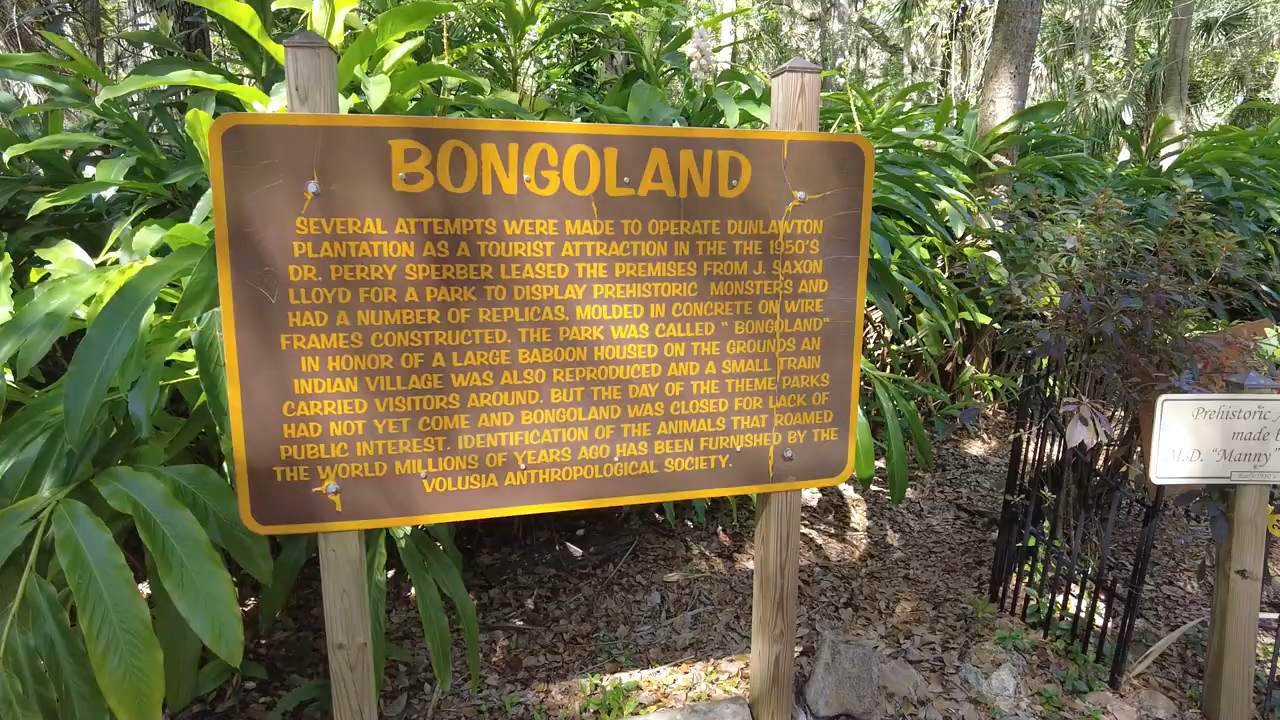 BONGOLAND
SEVERAL ATTEMPTS WERE MADE TO OPERATE DUNLAWTON
PLANTATION AS A TOURIST ATTRACTION IN THE THE 1950'S
DR. PERRY SPERBER LEASED THE PREMISES FROM J. SAXON
LLOYD FOR A PARK TO DISPLAY PREHISTORIC MONSTERS AND
HAD A NUMBER OF REPLICAS, MOLDED IN CONCRETE ON WIRE
FRAMES CONSTRUCTED. THE PARK WAS CALLED " BONGOLAND"
IN HONOR OF A LARGE BABOON HOUSED ON THE GROUNDS AN
INDIAN VILLAGE WAS ALSO REPRODUCED AND A SMALL TRAIN
CARRIED VISITORS AROUND. BUT THE DAY OF THE THEME PARKS
HAD NOT YET COME AND BONGOLAND WAS CLOSED FOR LACK OF
PUBLIC INTEREST. IDENTIFICATION OF THE ANIMALS THAT ROAMED
THE WORLD MILLIONS OF YEARS AGO HAS BEEN FURNISHED BY THE
VOLUSIA ANTHROPOLOGICAL SOCIETY.
Prehistoric
made
M.D. "Manny"